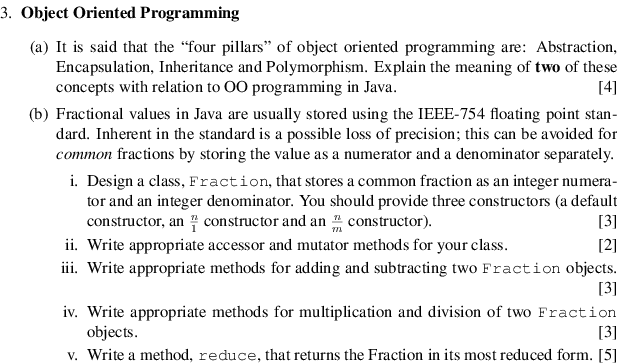 3. Object Oriented Programming
(a) It is said that the “four pillars” of object oriented programming are: Abstraction,
Encapsulation, Inheritance and Polymorphism. Explain the meaning of two of these
concepts with relation to OO programming in Java. [4]
(b) Fractional values in Java are usually stored using the IEEE-754 floating point stan-
dard. Inherent in the standard is a possible loss of precision; this can be avoided for
common fractions by storing the value as a numerator and a denominator separately.
i. Design a class, Fraction, that stores a common fraction as an integer numera-
tor and an integer denominator. You should provide three constructors (a default
constructor, an n/1 constructor and an n/m constructor). [3]
ii. Write appropriate accessor and mutator methods for your class. [2]
iii. Write appropriate methods for adding and subtracting two Fraction objects.
[3]
iv. Write appropriate methods for multiplication and division of two Fraction
objects. [3]
v. Write a method, reduce, that returns the Fraction in its most reduced form. [5]